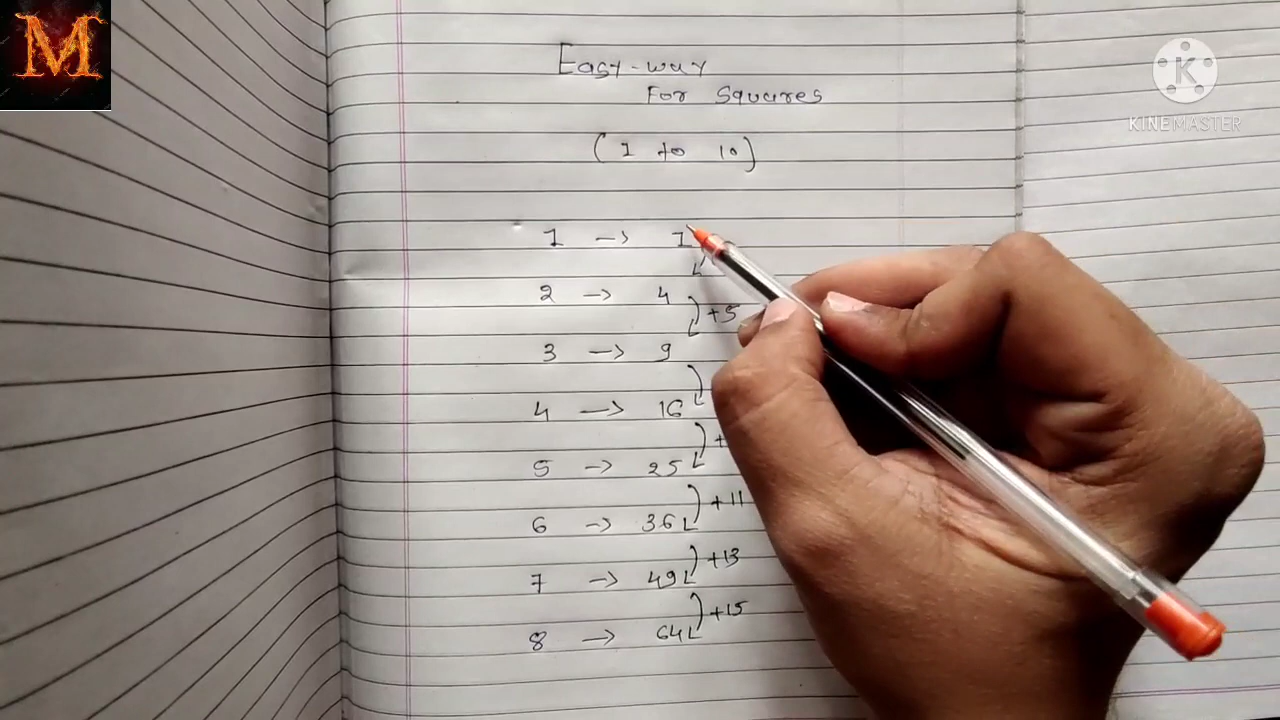 M
KINEMASTER
Easy-way
For Squares
(1 to 10)
1 → 1
2 → 4
+5
3 → 9
4 → 16
+
5 → 25
+11
6 → 36
+13
7 → 49
+15
8 → 64